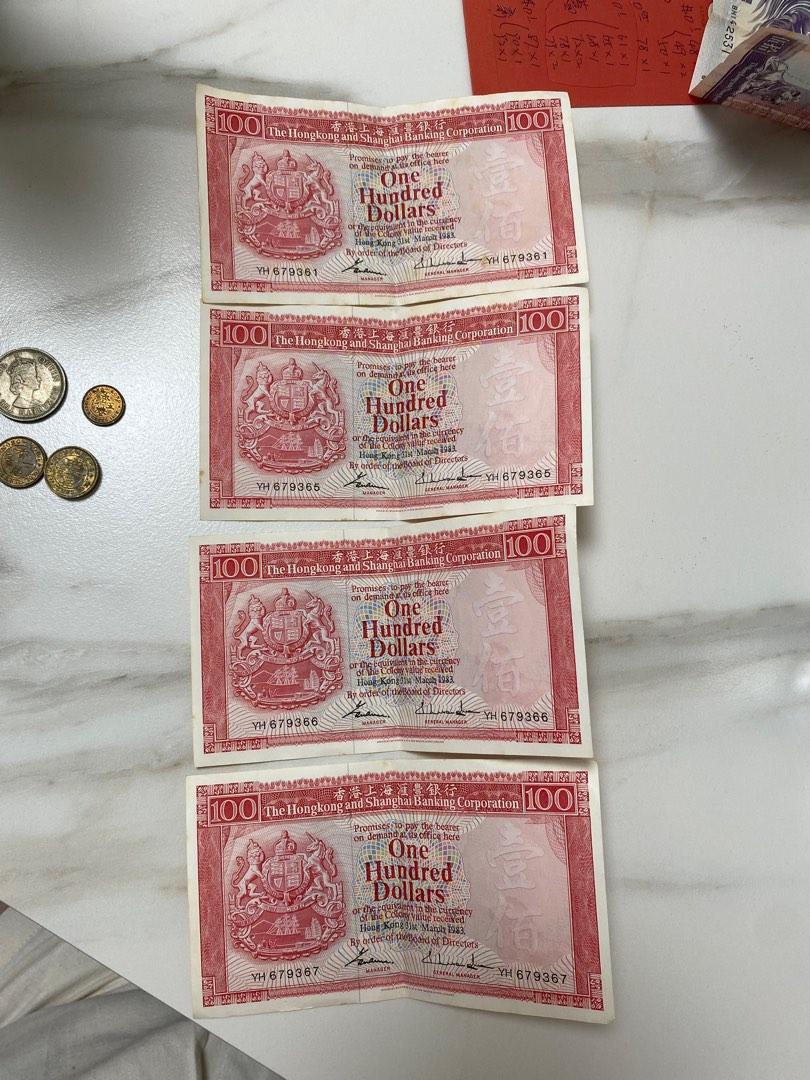 BN142531
100 香港上海滙豐銀行 100
The Hongkong and Shanghai Banking Corporation
Promises to pay the bearer
on demand at its office here
One
Hundred
Dollars
or the equivalent in the currency
of the Colony value received
Hong Kong 31st March 1983
By order of the Board of Directors
YH 679361 YH 679361
MANAGER GENERAL MANAGER
壹佰
100 香港上海滙豐銀行 100
The Hongkong and Shanghai Banking Corporation
Promises to pay the bearer
on demand at its office here
One
Hundred
Dollars
or the equivalent in the currency
of the Colony value received
Hong Kong 31st March 1983
By order of the Board of Directors
YH 679365 YH 679365
MANAGER GENERAL MANAGER
壹佰
100 香港上海滙豐銀行 100
The Hongkong and Shanghai Banking Corporation
Promises to pay the bearer
on demand at its office here
One
Hundred
Dollars
or the equivalent in the currency
of the Colony value received
Hong Kong 31st March 1983
By order of the Board of Directors
YH 679366 YH 679366
MANAGER GENERAL MANAGER
壹佰
100 香港上海滙豐銀行 100
The Hongkong and Shanghai Banking Corporation
Promises to pay the bearer
on demand at its office here
One
Hundred
Dollars
or the equivalent in the currency
of the Colony value received
Hong Kong 31st March 1983
By order of the Board of Directors
YH 679367 YH 679367
MANAGER GENERAL MANAGER
壹佰